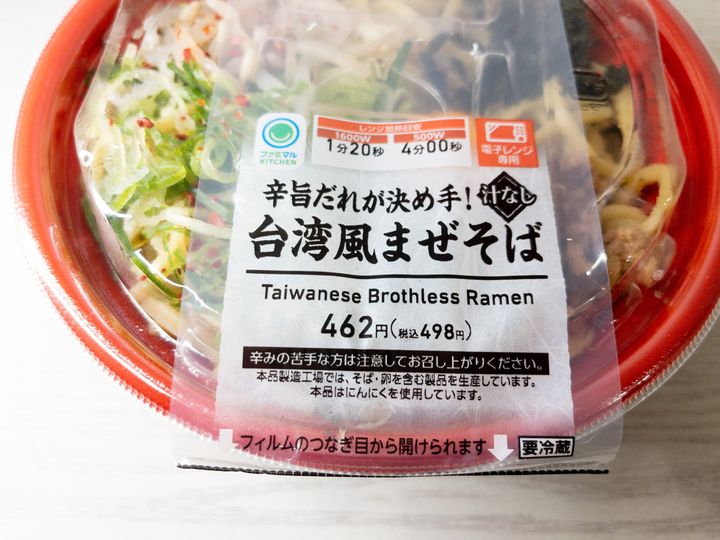 レンジ加熱目安
1600W 500W
1分20秒 4分00秒
ファミマル
KITCHEN
電子レンジ
専用
辛旨だれが決め手!
汁なし
台湾風まぜそば
Taiwanese Brothless Ramen
462円(税込498円)
辛みの苦手な方は注意してお召し上がりください。
本品製造工場では、そば・卵を含む製品を生産しています。
本品はにんにくを使用しています。
フィルムのつなぎ目から開けられます
要冷蔵